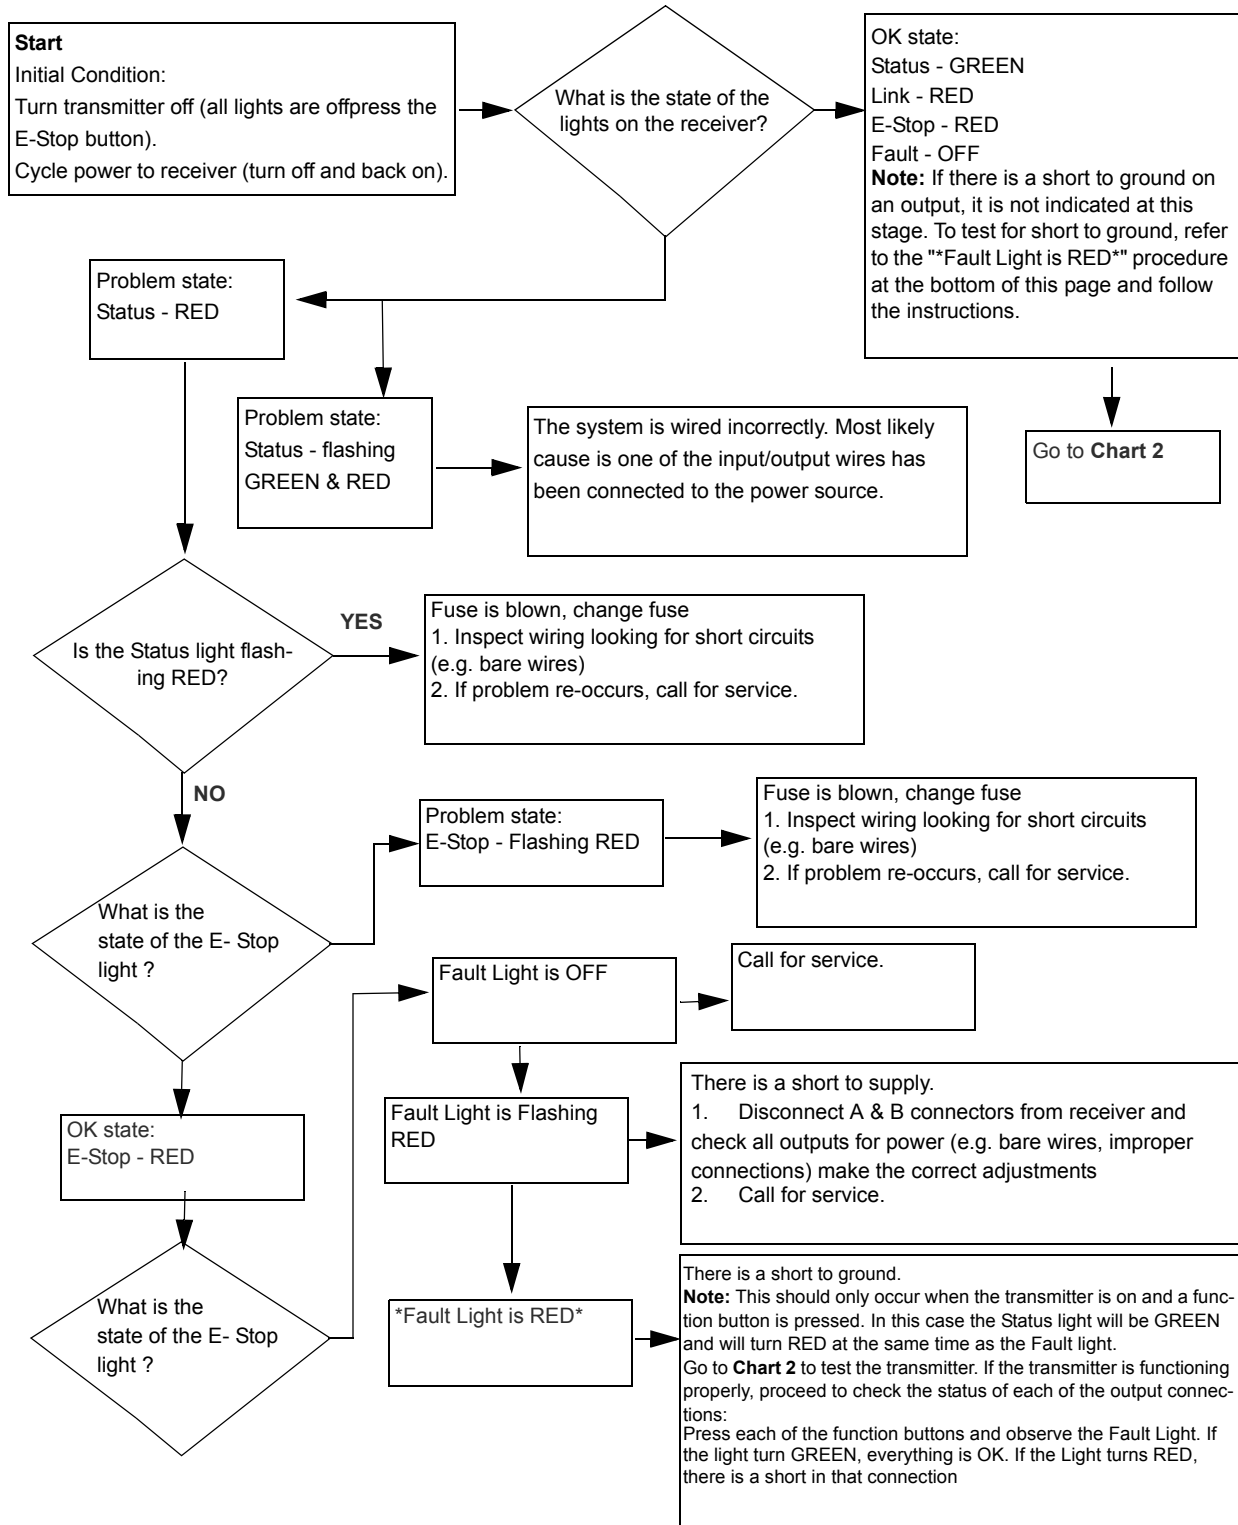 Start
Initial Condition:
Turn transmitter off (all lights are offpress the
E-Stop button).
Cycle power to receiver (turn off and back on).
What is the state of the
lights on the receiver?
OK state:
Status - GREEN
Link - RED
E-Stop - RED
Fault - OFF
Note: If there is a short to ground on
an output, it is not indicated at this
stage. To test for short to ground, refer
to the "*Fault Light is RED*" procedure
at the bottom of this page and follow
the instructions.
Go to Chart 2
Problem state:
Status - RED
Problem state:
Status - flashing
GREEN & RED
The system is wired incorrectly. Most likely
cause is one of the input/output wires has
been connected to the power source.
Is the Status light flash-
ing RED?
YES
Fuse is blown, change fuse
1. Inspect wiring looking for short circuits
(e.g. bare wires)
2. If problem re-occurs, call for service.
NO
What is the
state of the E- Stop
light ?
Problem state:
E-Stop - Flashing RED
Fuse is blown, change fuse
1. Inspect wiring looking for short circuits
(e.g. bare wires)
2. If problem re-occurs, call for service.
OK state:
E-Stop - RED
What is the
state of the E- Stop
light ?
Fault Light is OFF
Call for service.
Fault Light is Flashing
RED
There is a short to supply.
1. Disconnect A & B connectors from receiver and
check all outputs for power (e.g. bare wires, improper
connections) make the correct adjustments
2. Call for service.
*Fault Light is RED*
There is a short to ground.
Note: This should only occur when the transmitter is on and a func-
tion button is pressed. In this case the Status light will be GREEN
and will turn RED at the same time as the Fault light.
Go to Chart 2 to test the transmitter. If the transmitter is functioning
properly, proceed to check the status of each of the output connec-
tions:
Press each of the function buttons and observe the Fault Light. If
the light turn GREEN, everything is OK. If the Light turns RED,
there is a short in that connection